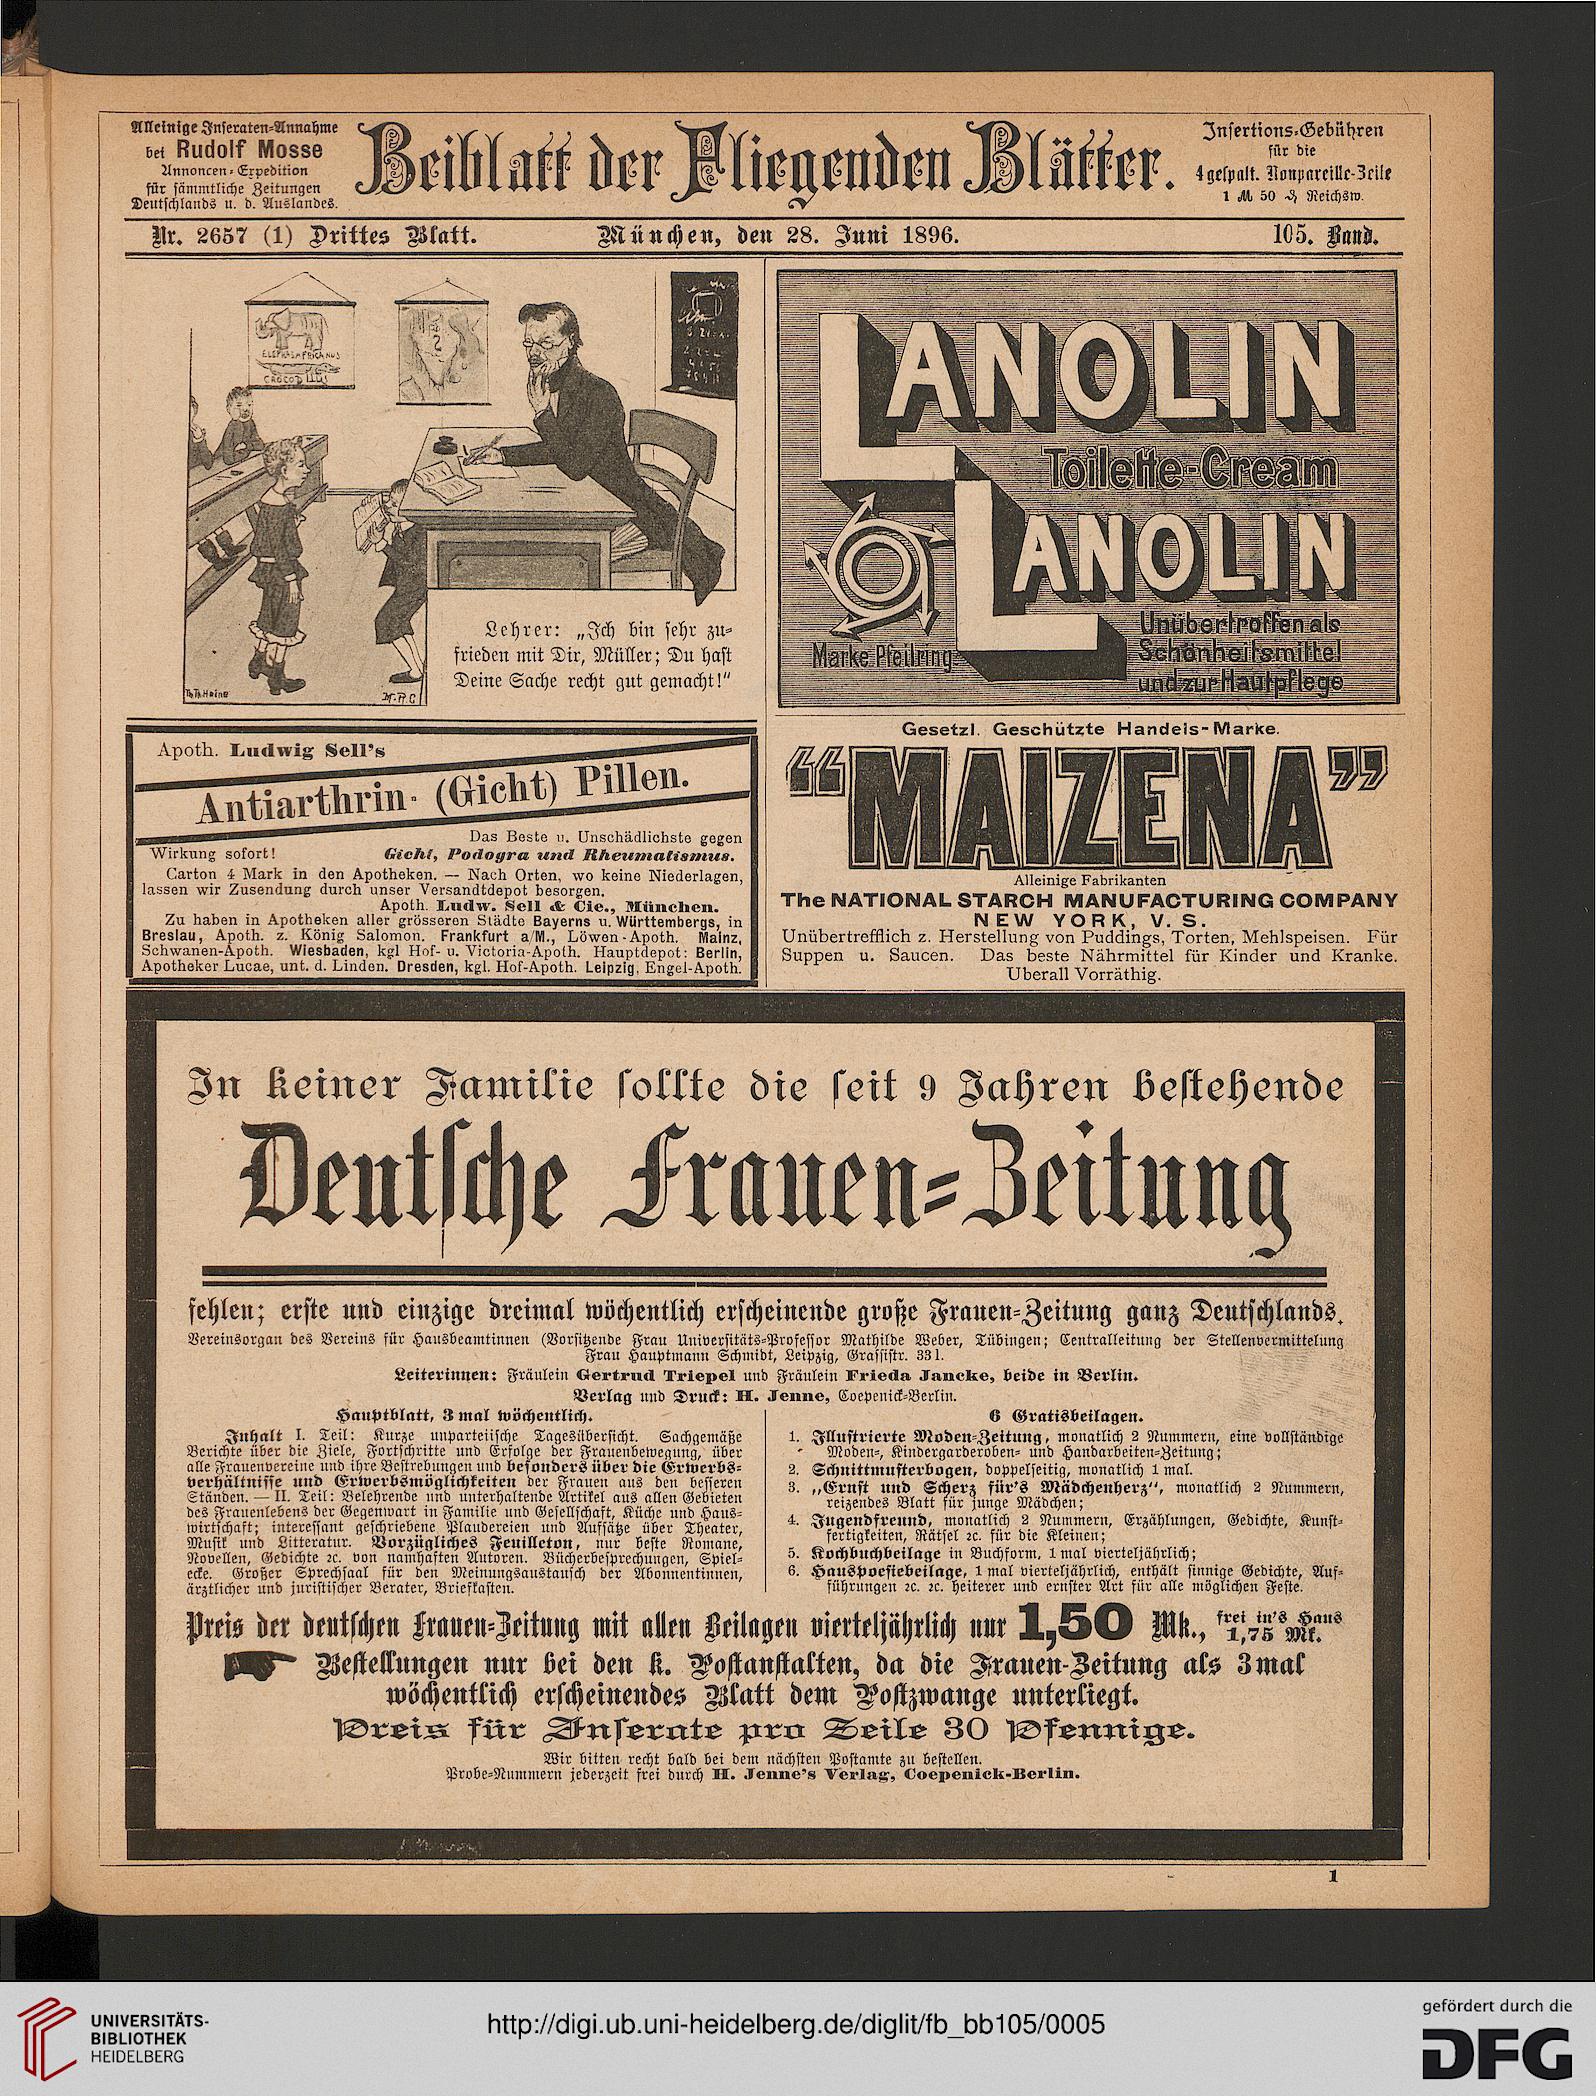 Alleinige Inseraten-Annahme
bei Rudolf Mosse
Annoncen-Expedition
für sämmtliche Zeitungen
Deutschlands u. d. Auslandes.
Beiblatt der Fliegenden Blätter.
Insertions-Gebühren
für die
4 gespalt. Nonpareille-Zeile
1 ℳ 50 ₰ Reichsw.
Nr. 2657 (1) Drittes Blatt. München, den 28. Juni 1896. 105. Band.
ELEPHAS AFRICANUS
Th.Th.Heine
M.A.C
Lehrer: „Ich bin sehr zu-
frieden mit Dir, Müller; Du hast
Deine Sache recht gut gemacht!"
LANOLIN
Toilette-Cream
LANOLIN
Marke Pfeilring
Unübertroffen als
Schönheitsmittel
und zur Hautpflege
Apoth. Ludwig Sell's
Antiarthrin- (Gicht) Pillen.
Das Beste u. Unschädlichste gegen
Wirkung sofort! Gicht, Podogra und Rheumatismus.
Carton 4 Mark in den Apotheken. — Nach Orten, wo keine Niederlagen,
lassen wir Zusendung durch unser Versandtdepot besorgen.
Apoth. Ludw. Sell & Cie., München.
Zu haben in Apotheken aller grösseren Städte Bayerns u. Württembergs, in
Breslau, Apoth. z. König Salomon. Frankfurt a/M., Löwen-Apoth. Mainz,
Schwanen-Apoth. Wiesbaden, kgl Hof- u. Victoria-Apoth. Hauptdepot: Berlin,
Apotheker Lucae, unt. d. Linden. Dresden, kgl. Hof-Apoth. Leipzig, Engel-Apoth.
Gesetzl. Geschützte Handels-Marke.
“MAIZENA”
Alleinige Fabrikanten
The NATIONAL STARCH MANUFACTURING COMPANY
NEW YORK, V. S.
Unübertrefflich z. Herstellung von Puddings, Torten, Mehlspeisen. Für
Suppen u. Saucen. Das beste Nährmittel für Kinder und Kranke.
Uberall Vorräthig.
In keiner Familie sollte die seit 9 Jahren bestehende
Deutsche Frauen-Zeitung
fehlen; erste und einzige dreimal wöchentlich erscheinende große Frauen-Zeitung ganz Deutschlands.
Vereinsorgan des Vereins für Hausbeamtinnen (Vorsitzende Frau Universitäts-Professor Mathilde Weber, Tübingen; Centralleitung der Stellenvermittelung
Frau Hauptmann Schmidt, Leipzig, Grassistr. 33 I.
Leiterinnen: Fräulein Gertrud Triepel und Fräulein Frieda Jancke, beide in Berlin.
Verlag und Druck: H. Jenne, Coepenick-Berlin.
Hauptblatt, 3 mal wöchentlich.
Inhalt I. Teil: Kurze unparteiische Tagesübersicht. Sachgemäße
Berichte über die Ziele, Fortschritte und Erfolge der Frauenbewegung, über
alle Frauenvereine und ihre Bestrebungen und besonders über die Erwerbs-
verhältnisse und Erwerbsmöglichkeiten der Frauen aus den besseren
Ständen. — II. Teil: Belehrende und unterhaltende Artikel aus allen Gebieten
des Frauenlebens der Gegenwart in Familie und Gesellschaft, Küche und Haus-
wirtschaft; interessant geschriebene Plaudereien und Aufsätze über Theater,
Musik und Litteratur. Vorzügliches Feuilleton, nur beste Romane,
Novellen, Gedichte ꝛc. von namhaften Autoren. Bücherbesprechungen, Spiel-
ecke. Großer Sprechsaal für den Meinungsaustausch der Abonnentinnen,
ärztlicher und juristischer Berater, Briefkasten.
6 Gratisbeilagen.
1. Illustrierte Moden-Zeitung, monatlich 2 Nummern, eine vollständige
Moden-, Kindergarderoben- und Handarbeiten-Zeitung;
2. Schnittmusterbogen, doppelseitig, monatlich 1 mal.
3. „Ernst und Scherz für's Mädchenherz", monatlich 2 Nummern,
reizendes Blatt für junge Mädchen;
4. Jugendfreund, monatlich 2 Nummern, Erzählungen, Gedichte, Kunst-
fertigkeiten, Rätsel ꝛc. für die Kleinen;
5. Kochbuchbeilage in Buchform, 1 mal vierteljährlich;
6. Hauspoesiebeilage, 1 mal vierteljährlich, enthält sinnige Gedichte, Auf-
führungen ꝛc. ꝛc. heiterer und ernster Art für alle möglichen Feste.
Preis der deutschen Frauen-Zeitung mit allen Beilagen vierteljährlich nur 1,50 Mk., frei in's Haus 1,75 Mk.
Bestellungen nur bei den k. Postanstalten, da die Frauen-Zeitung als 3mal
wöchentlich erscheinendes Blatt dem Postzwange unterliegt.
Preis für Inserate pro Zeile 30 Pfennige.
Wir bitten recht bald bei dem nächsten Postamte zu bestellen.
Probe-Nummern jederzeit frei durch H. Jenne's Verlag, Coepenick-Berlin.
1
UNIVERSITÄTS-
BIBLIOTHEK
HEIDELBERG
http://digi.ub.uni-heidelberg.de/diglit/fb_bb105/0005
gefördert durch die
DFG